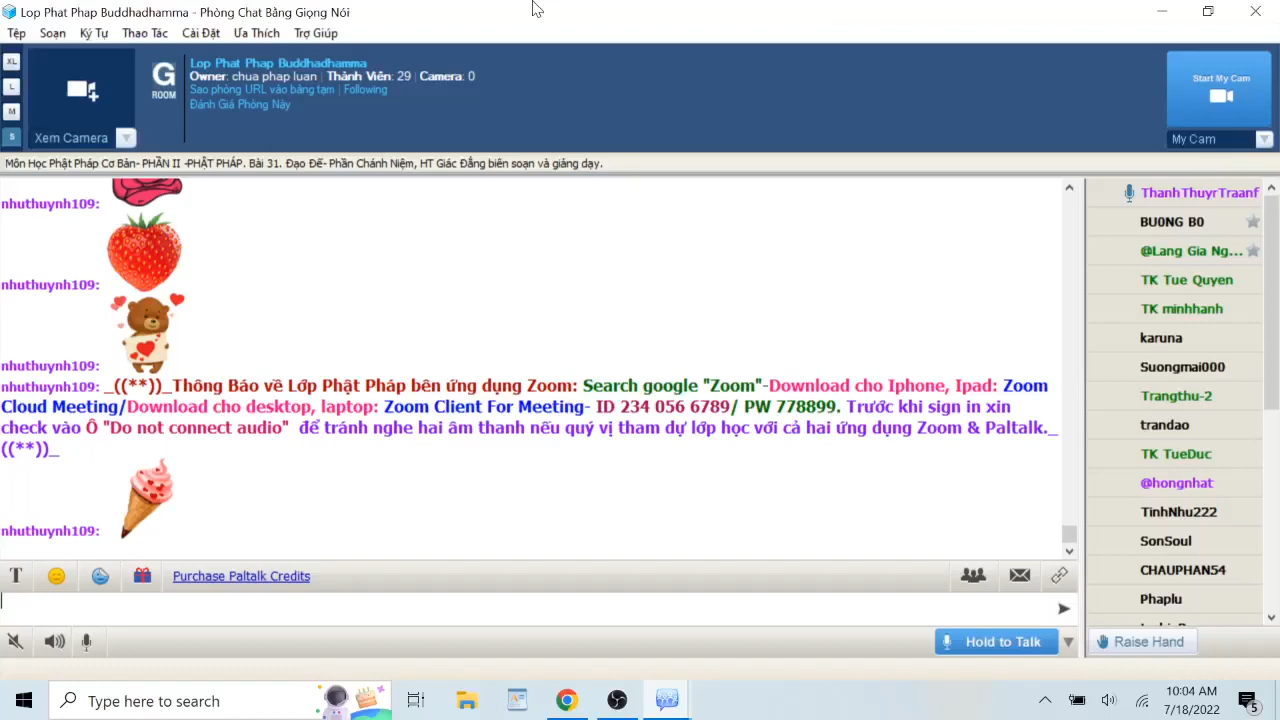 Lop Phat Phap Buddhadhamma - Phòng Chat Bằng Giọng Nói
Tệp Soạn Ký Tự Thao Tác Cài Đặt Ưa Thích Trợ Giúp
XL
L
M
S
Xem Camera
G
ROOM
Lop Phat Phap Buddhadhamma
Owner: chua phap luan | Thành Viên: 29 | Camera: 0
Sao phòng URL vào bảng tạm | Following
Đánh Giá Phòng Này
Start My Cam
My Cam
Môn Học Phật Pháp Cơ Bản- PHẦN II -PHẬT PHÁP. Bài 31. Đạo Đế- Phần Chánh Niệm, HT Giác Đẳng biên soạn và giảng dạy.
nhuthuynh109:
nhuthuynh109:
nhuthuynh109:
nhuthuynh109: _((**))_Thông Báo về Lớp Phật Pháp bên ứng dụng Zoom: Search google "Zoom"-Download cho Iphone, Ipad: Zoom
Cloud Meeting/Download cho desktop, laptop: Zoom Client For Meeting- ID 234 056 6789/ PW 778899. Trước khi sign in xin
check vào Ô "Do not connect audio" để tránh nghe hai âm thanh nếu quý vị tham dự lớp học với cả hai ứng dụng Zoom & Paltalk._
((**))_
nhuthuynh109:
ThanhThuyrTraanf
BU0NG B0
@Lang Gia Ng...
TK Tue Quyen
TK minhhanh
karuna
Suongmai000
Trangthu-2
trandao
TK TueDuc
@hongnhat
TinhNhu222
SonSoul
CHAUPHAN54
Phaplu
T
Purchase Paltalk Credits
Hold to Talk
Raise Hand
Type here to search
10:04 AM
7/18/2022
5